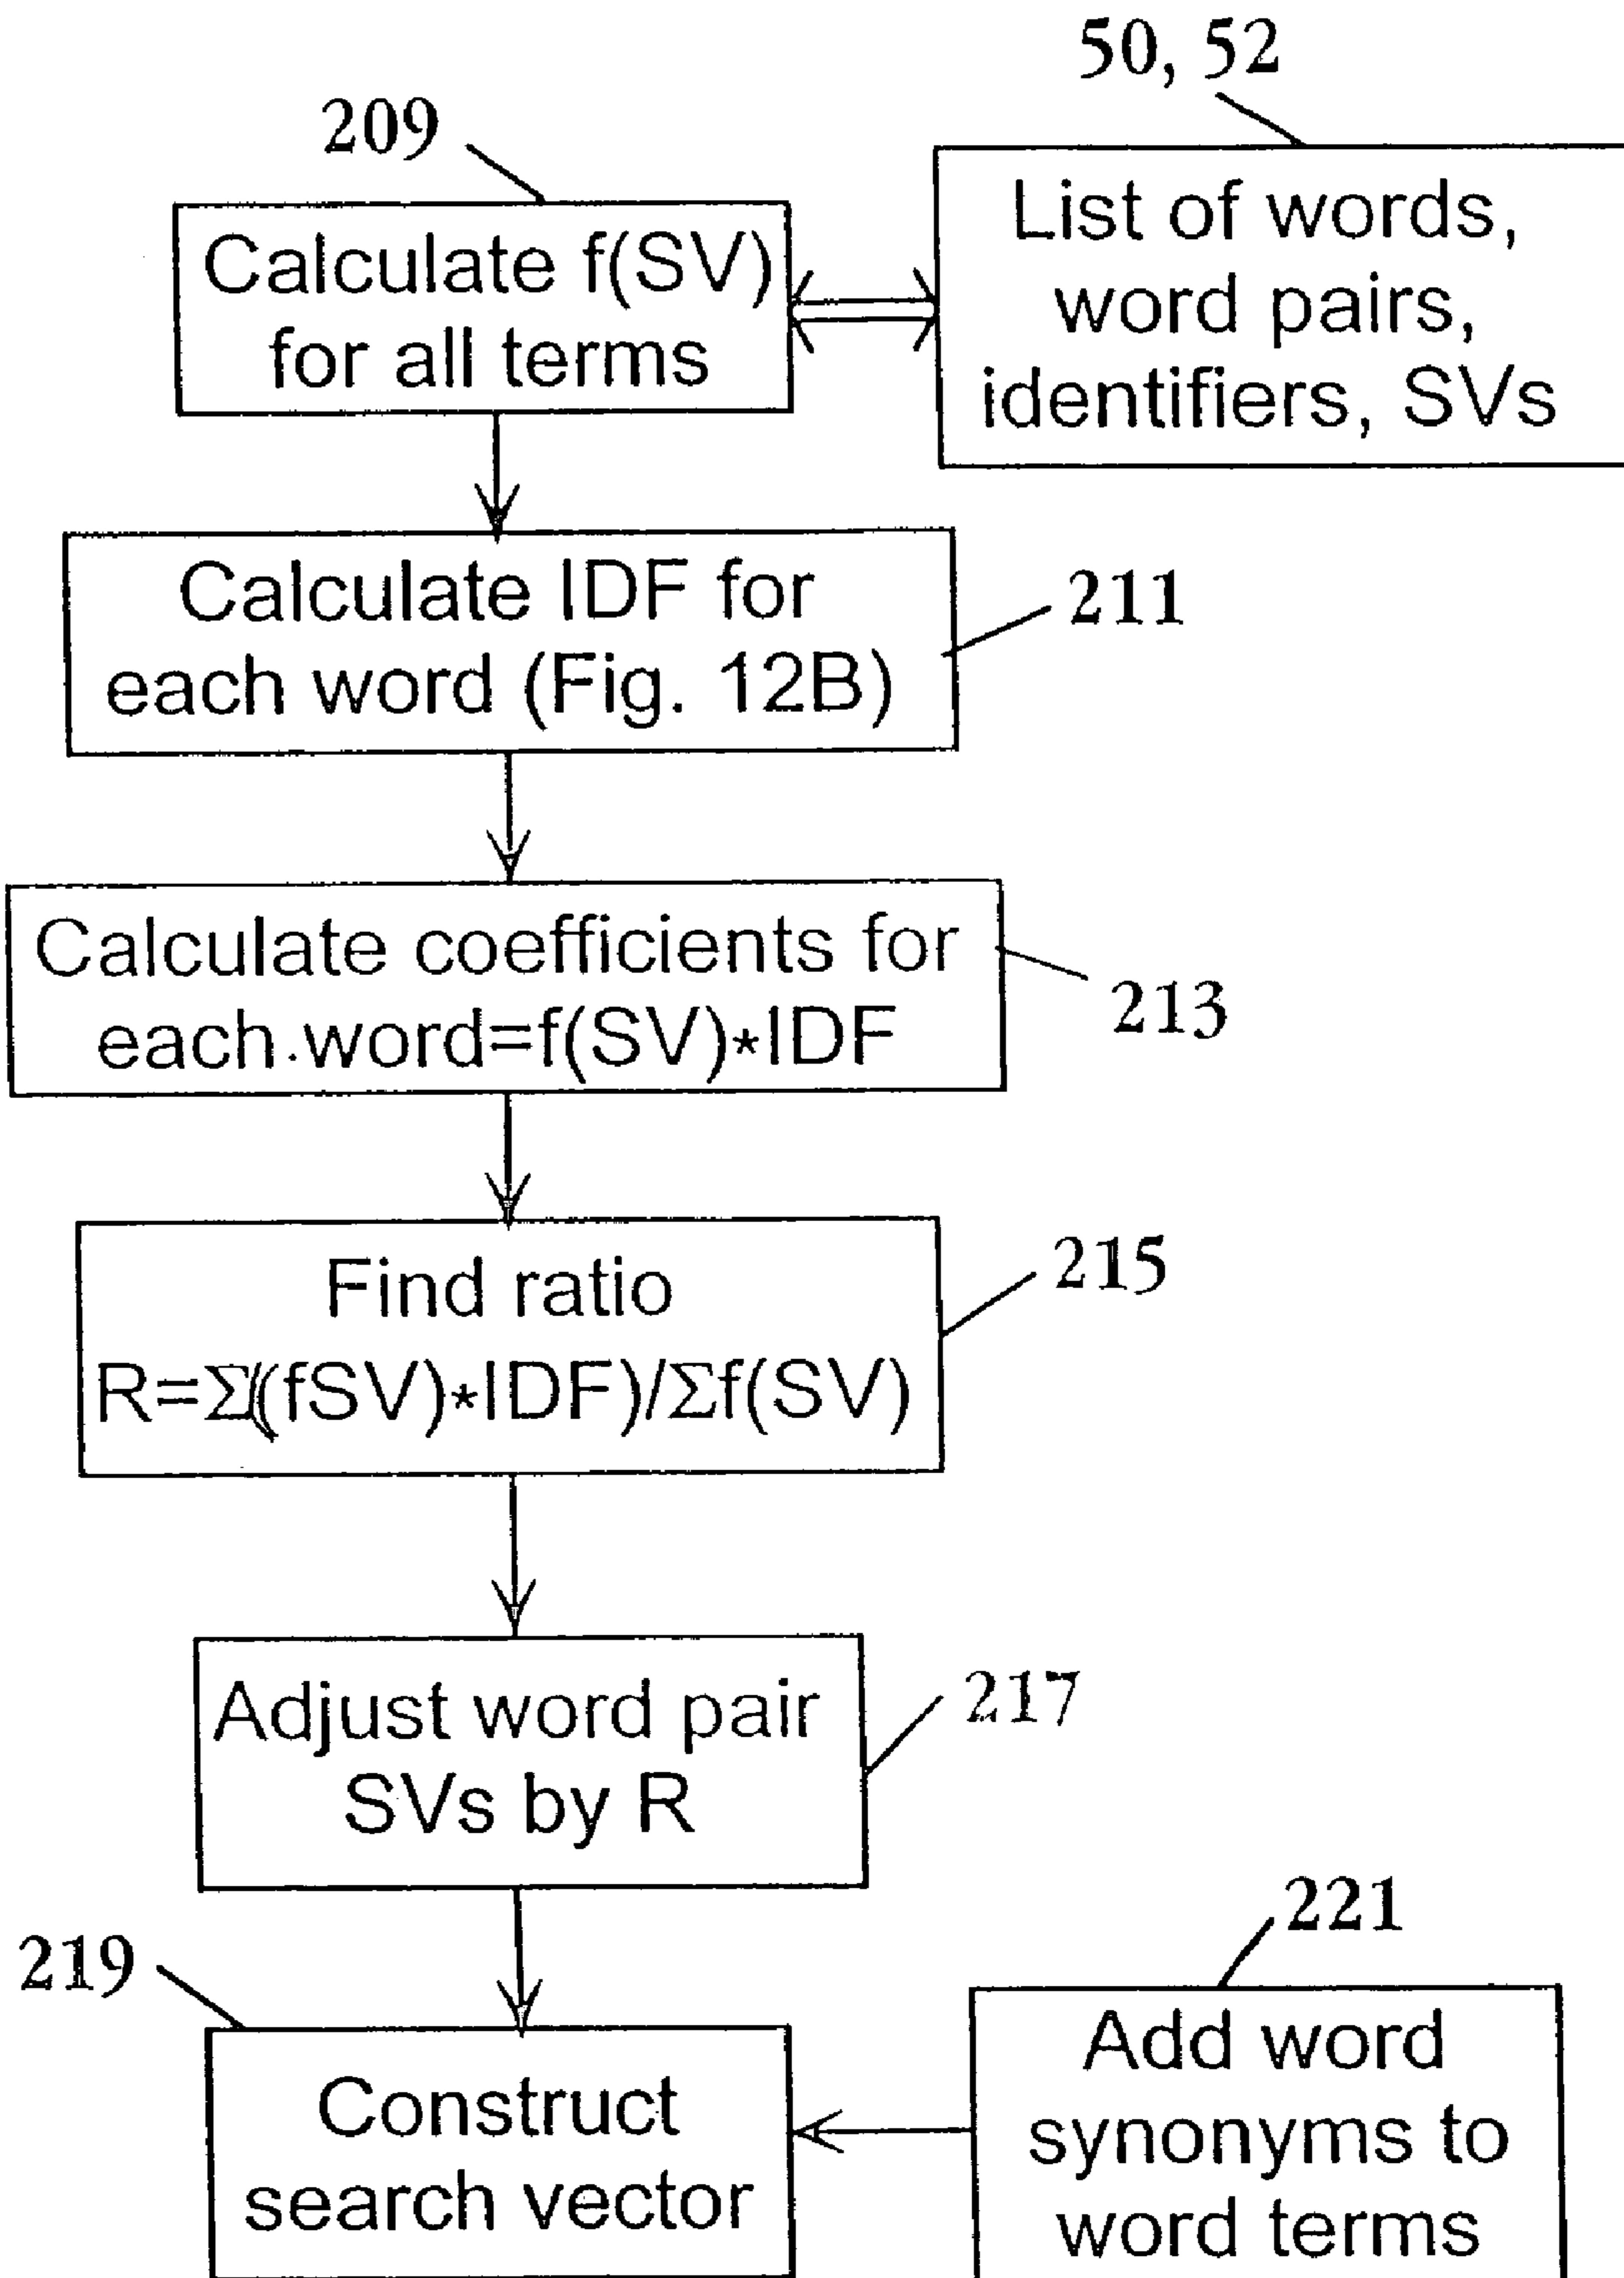 50, 52
209
List of words,
word pairs,
identifiers, SVs
Calculate f(SV)
for all terms
Calculate IDF for
each word (Fig. 12B)
211
Calculate coefficients for
each word=f(SV)*IDF
213
Find ratio
R=Σ((fSV)*IDF)/Σf(SV)
215
Adjust word pair
SVs by R
217
219
221
Construct
search vector
Add word
synonyms to
word terms